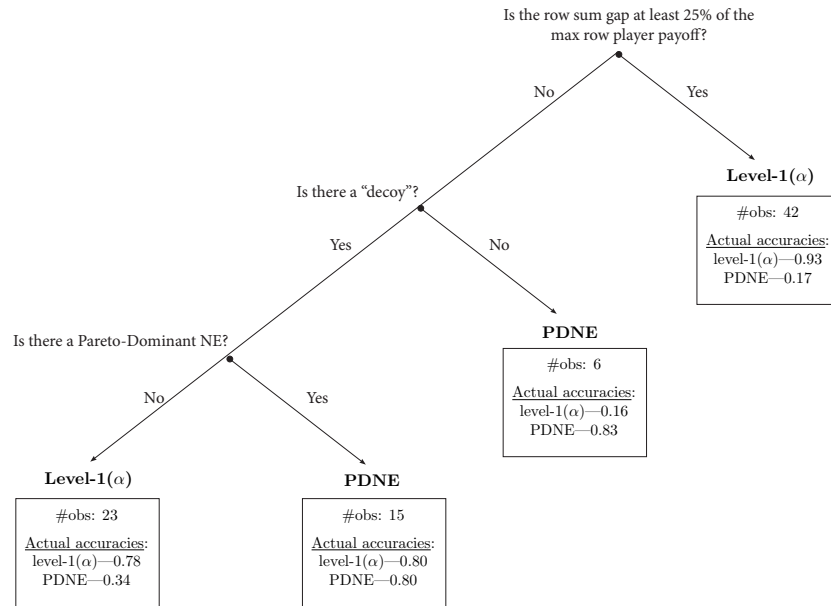 Is the row sum gap at least 25% of the
max row player payoff?
No
Yes
Level-1(α)
#obs: 42
Actual accuracies:
level-1(α)—0.93
PDNE—0.17
Is there a “decoy”?
Yes
No
PDNE
#obs: 6
Actual accuracies:
level-1(α)—0.16
PDNE—0.83
Is there a Pareto-Dominant NE?
No
Yes
Level-1(α)
#obs: 23
Actual accuracies:
level-1(α)—0.78
PDNE—0.34
PDNE
#obs: 15
Actual accuracies:
level-1(α)—0.80
PDNE—0.80